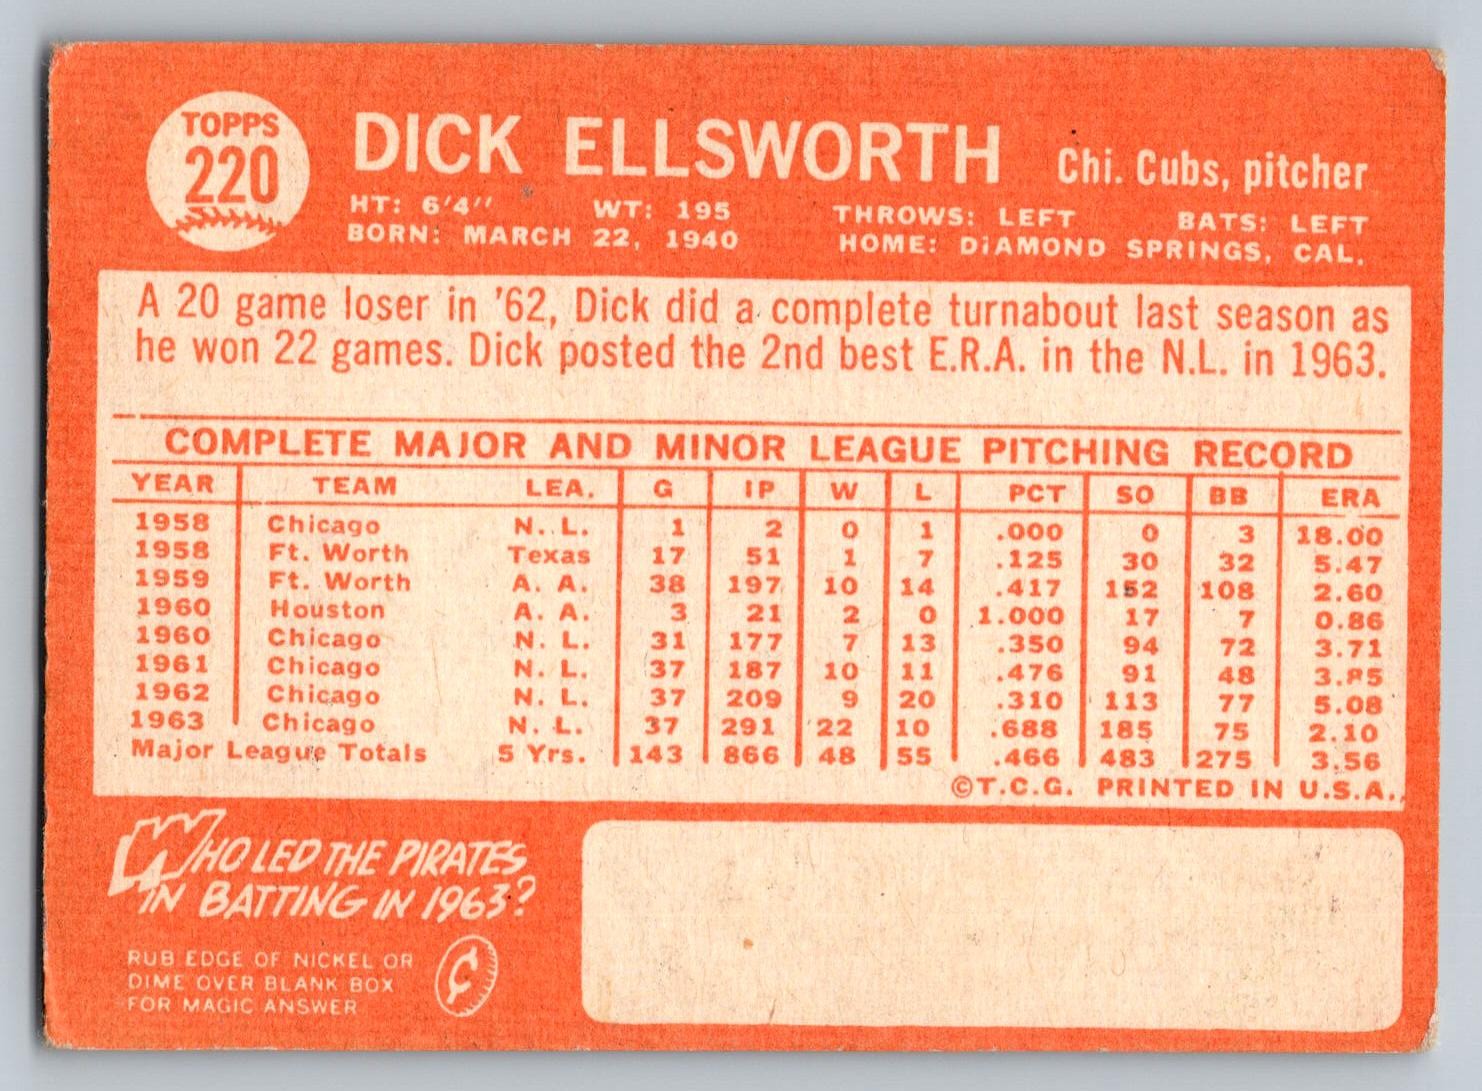 TOPPS
220
DICK ELLSWORTH Chi. Cubs, pitcher
HT: 6'4" WT: 195 THROWS: LEFT BATS: LEFT
BORN: MARCH 22, 1940 HOME: DIAMOND SPRINGS, CAL.
A 20 game loser in '62, Dick did a complete turnabout last season as
he won 22 games. Dick posted the 2nd best E.R.A. in the N.L. in 1963.
COMPLETE MAJOR AND MINOR LEAGUE PITCHING RECORD
YEAR TEAM LEA. G IP W L PCT SO BB ERA
1958 Chicago N. L. 1 2 0 1 .000 0 3 18.00
1958 Ft. Worth Texas 17 51 1 7 .125 30 32 5.47
1959 Ft. Worth A. A. 38 197 10 14 .417 152 108 2.60
1960 Houston A. A. 3 21 2 0 1.000 17 7 0.86
1960 Chicago N. L. 31 177 7 13 .350 94 72 3.71
1961 Chicago N. L. 37 187 10 11 .476 91 48 3.85
1962 Chicago N. L. 37 209 9 20 .310 113 77 5.08
1963 Chicago N. L. 37 291 22 10 .688 185 75 2.10
Major League Totals 5 Yrs. 143 866 48 55 .466 483 275 3.56
©T.C.G. PRINTED IN U.S.A.
WHO LED THE PIRATES
IN BATTING IN 1963?
RUB EDGE OF NICKEL OR
DIME OVER BLANK BOX
FOR MAGIC ANSWER
¢